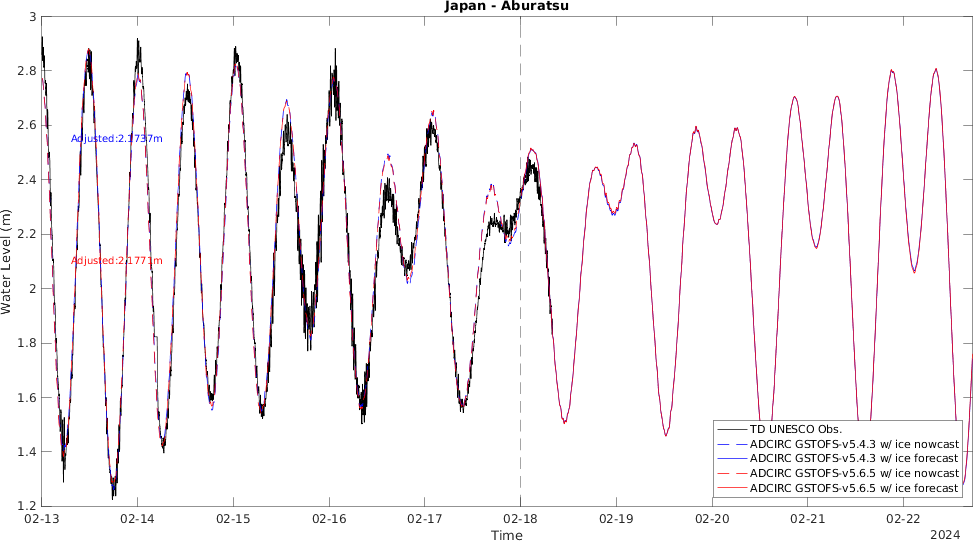 Japan - Aburatsu
3
2.8
2.6
2.4
2.2
2
1.8
1.6
1.4
1.2
Water Level (m)
Adjusted:2.1737m
Adjusted:2.1771m
TD UNESCO Obs.
ADCIRC GSTOFS-v5.4.3 w/ ice nowcast
ADCIRC GSTOFS-v5.4.3 w/ ice forecast
ADCIRC GSTOFS-v5.6.5 w/ ice nowcast
ADCIRC GSTOFS-v5.6.5 w/ ice forecast
02-13 02-14 02-15 02-16 02-17 02-18 02-19 02-20 02-21 02-22
Time
2024